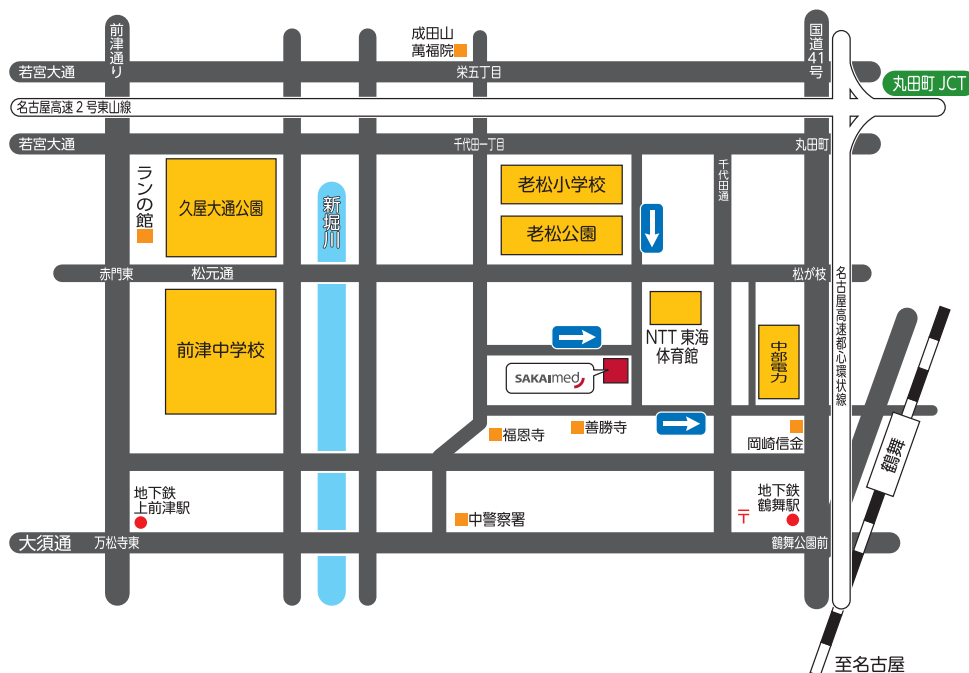 前津通り
成田山
萬福院
国道41号
若宮大通
栄五丁目
丸田町 JCT
名古屋高速2号東山線
若宮大通
千代田一丁目
丸田町
ランの館
久屋大通公園
新堀川
老松小学校
老松公園
千代田通
赤門東
松元通
松が枝
名古屋高速都心環状線
前津中学校
NTT 東海
体育館
中部電力
SAKAImed
福恩寺
善勝寺
岡崎信金
鶴舞
地下鉄
上前津駅
中警察署
〒
地下鉄
鶴舞駅
大須通
万松寺東
鶴舞公園前
至名古屋